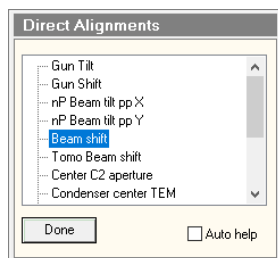 Direct Alignments
Gun Tilt
Gun Shift
nP Beam tilt pp X
nP Beam tilt pp Y
Beam shift
Tomo Beam shift
Center C2 aperture
Condenser center TEM
Done
Auto help